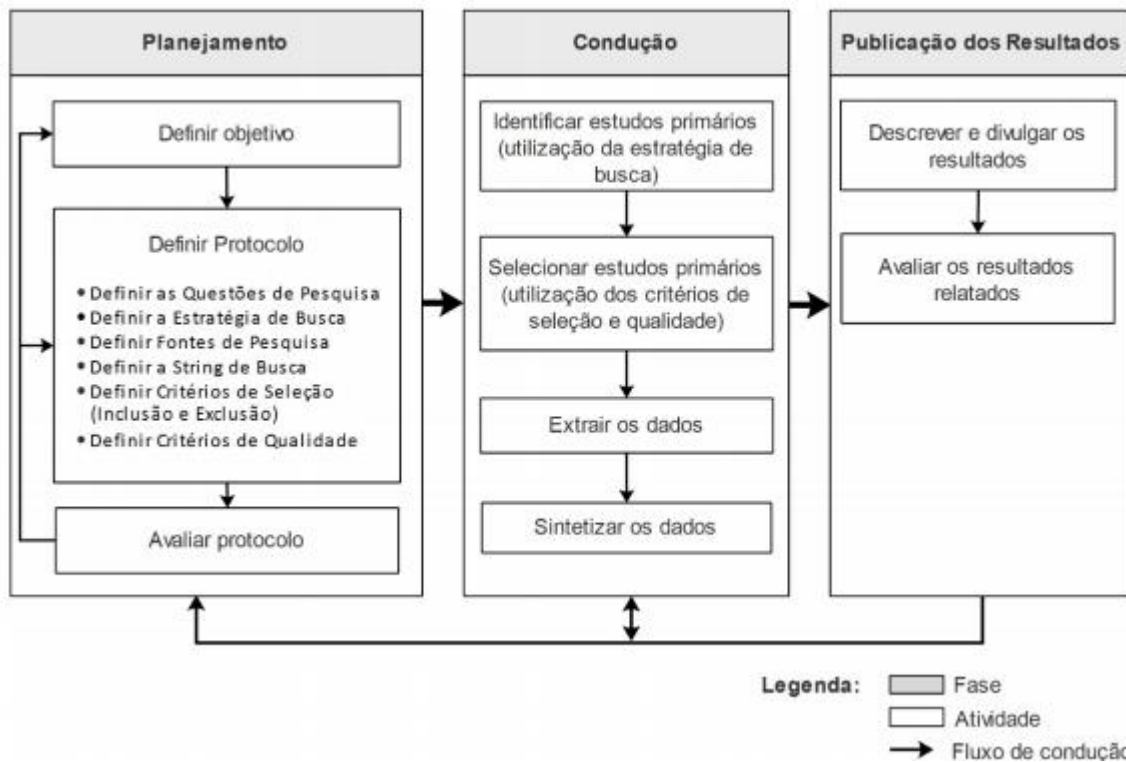 Planejamento
Definir objetivo
Definir Protocolo
• Definir as Questões de Pesquisa
• Definir a Estratégia de Busca
• Definir Fontes de Pesquisa
• Definir a String de Busca
• Definir Critérios de Seleção
(Inclusão e Exclusão)
• Definir Critérios de Qualidade
Avaliar protocolo
Condução
Identificar estudos primários
(utilização da estratégia de
busca)
Selecionar estudos primários
(utilização dos critérios de
seleção e qualidade)
Extrair os dados
Sintetizar os dados
Publicação dos Resultados
Descrever e divulgar os
resultados
Avaliar os resultados
relatados
Legenda:
Fase
Atividade
Fluxo de condução